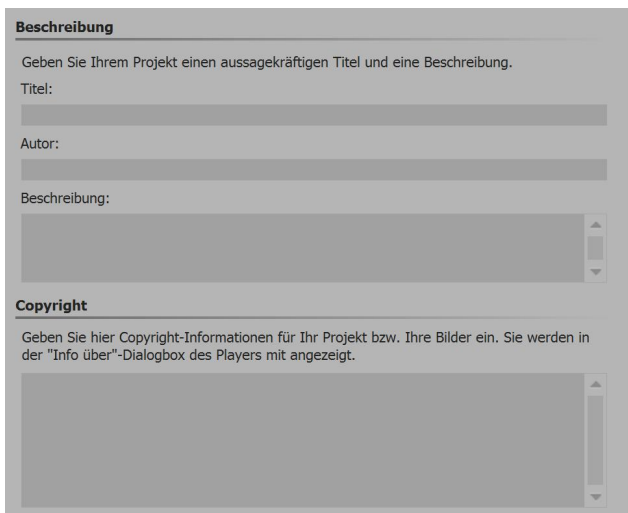 Beschreibung
Geben Sie Ihrem Projekt einen aussagekräftigen Titel und eine Beschreibung.
Titel:
Autor:
Beschreibung:
Copyright
Geben Sie hier Copyright-Informationen für Ihr Projekt bzw. Ihre Bilder ein. Sie werden in
der "Info über"-Dialogbox des Players mit angezeigt.